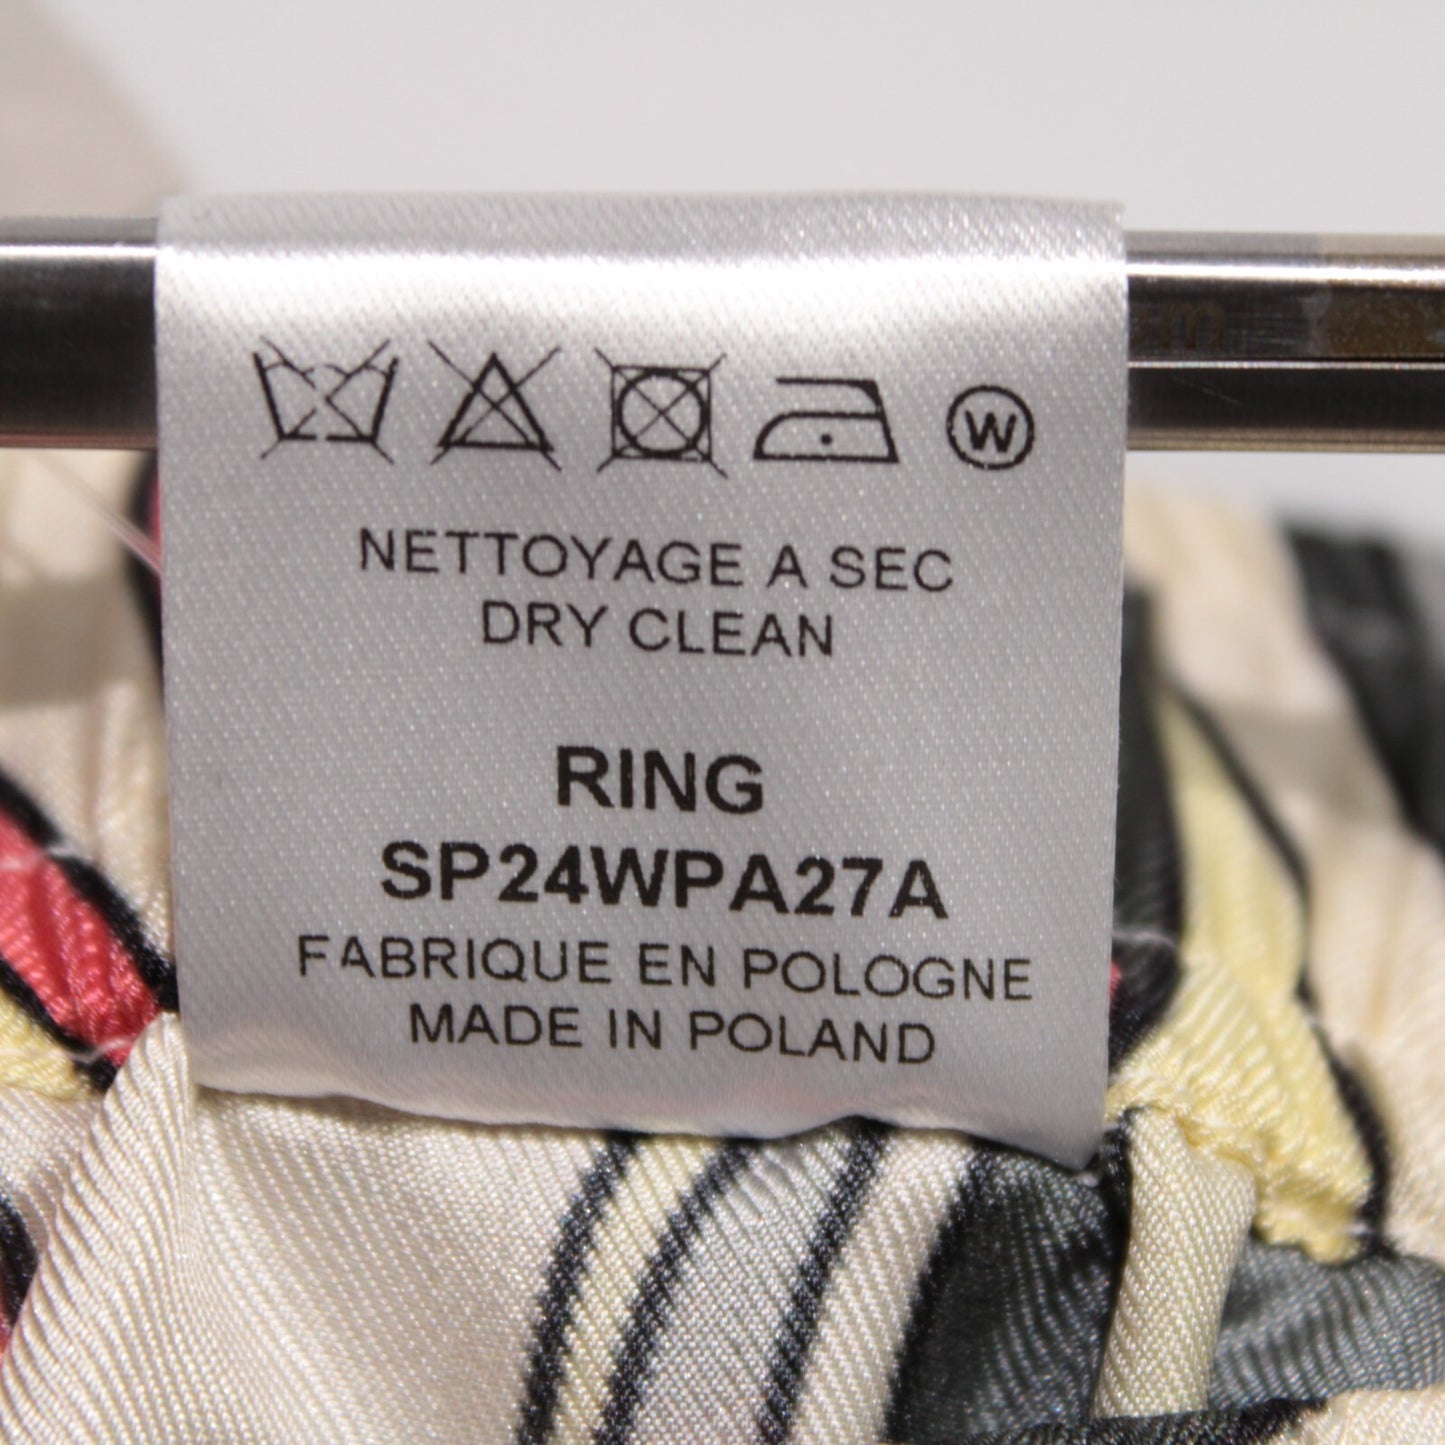 W
NETTOYAGE A SEC
DRY CLEAN
RING
SP24WPA27A
FABRIQUE EN POLOGNE
MADE IN POLAND